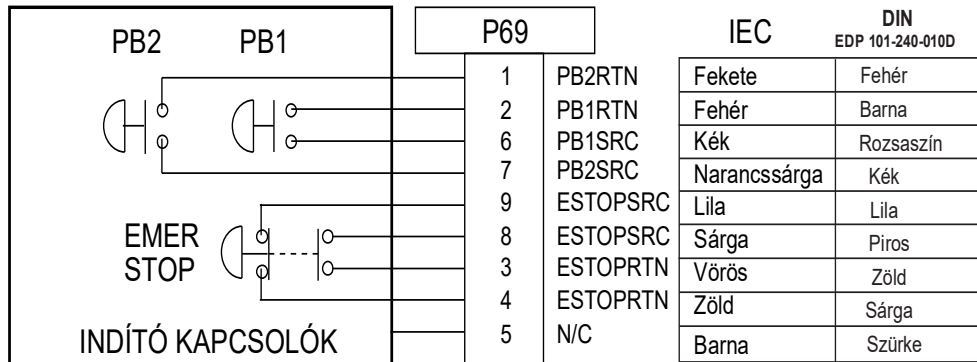 PB2 PB1 P69 IEC DIN
EDP 101-240-010D
1 PB2RTN Fekete Fehér
2 PB1RTN Fehér Barna
6 PB1SRC Kék Rozsaszín
7 PB2SRC Narancssárga Kék
9 ESTOPSRC Lila Lila
EMER
STOP
8 ESTOPSRC Sárga Piros
3 ESTOPRTN Vörös Zöld
4 ESTOPRTN Zöld Sárga
5 N/C Barna Szürke
INDÍTÓ KAPCSOLÓK